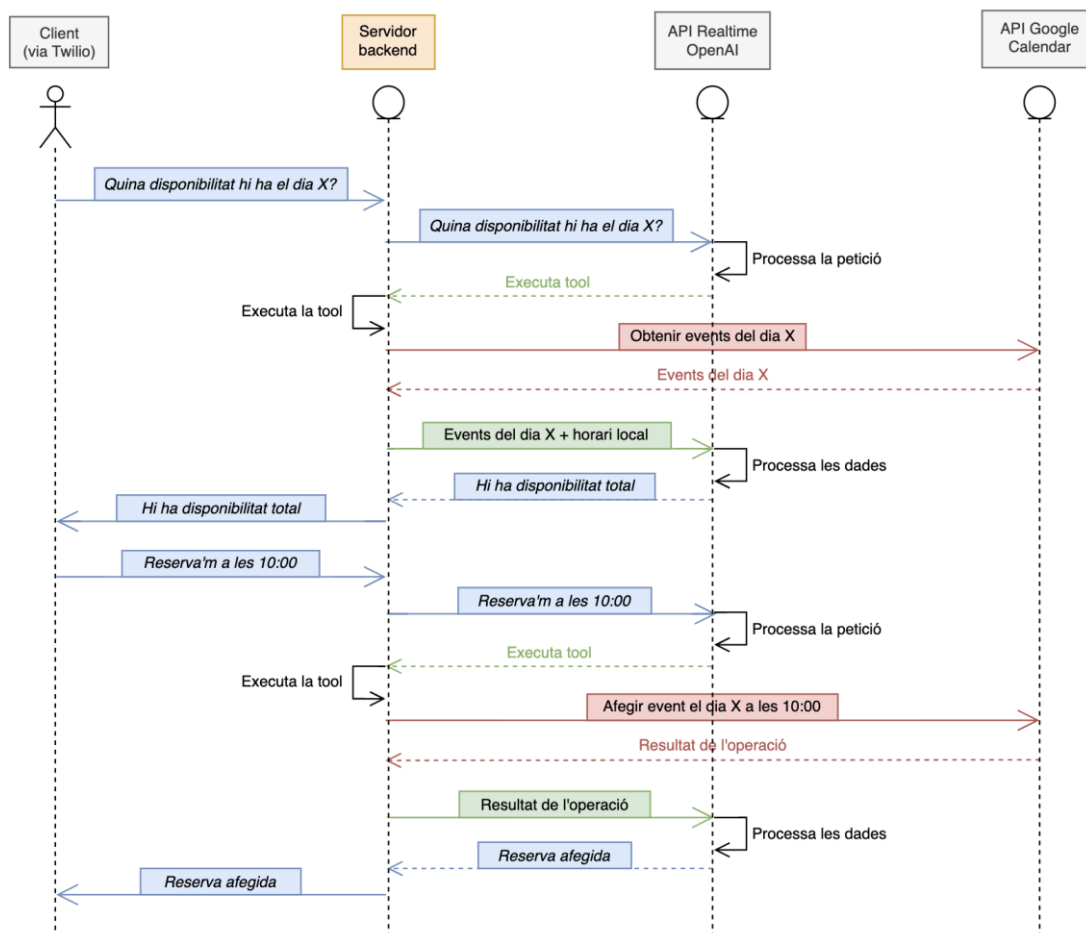 Client
(via Twilio)
Servidor
backend
API Realtime
OpenAI
API Google
Calendar
Quina disponibilitat hi ha el dia X?
Quina disponibilitat hi ha el dia X?
Processa la petició
Executa tool
Executa la tool
Obtenir events del dia X
Events del dia X
Events del dia X + horari local
Processa les dades
Hi ha disponibilitat total
Hi ha disponibilitat total
Reserva'm a les 10:00
Reserva'm a les 10:00
Processa la petició
Executa tool
Executa la tool
Afegir event el dia X a les 10:00
Resultat de l'operació
Resultat de l'operació
Processa les dades
Reserva afegida
Reserva afegida